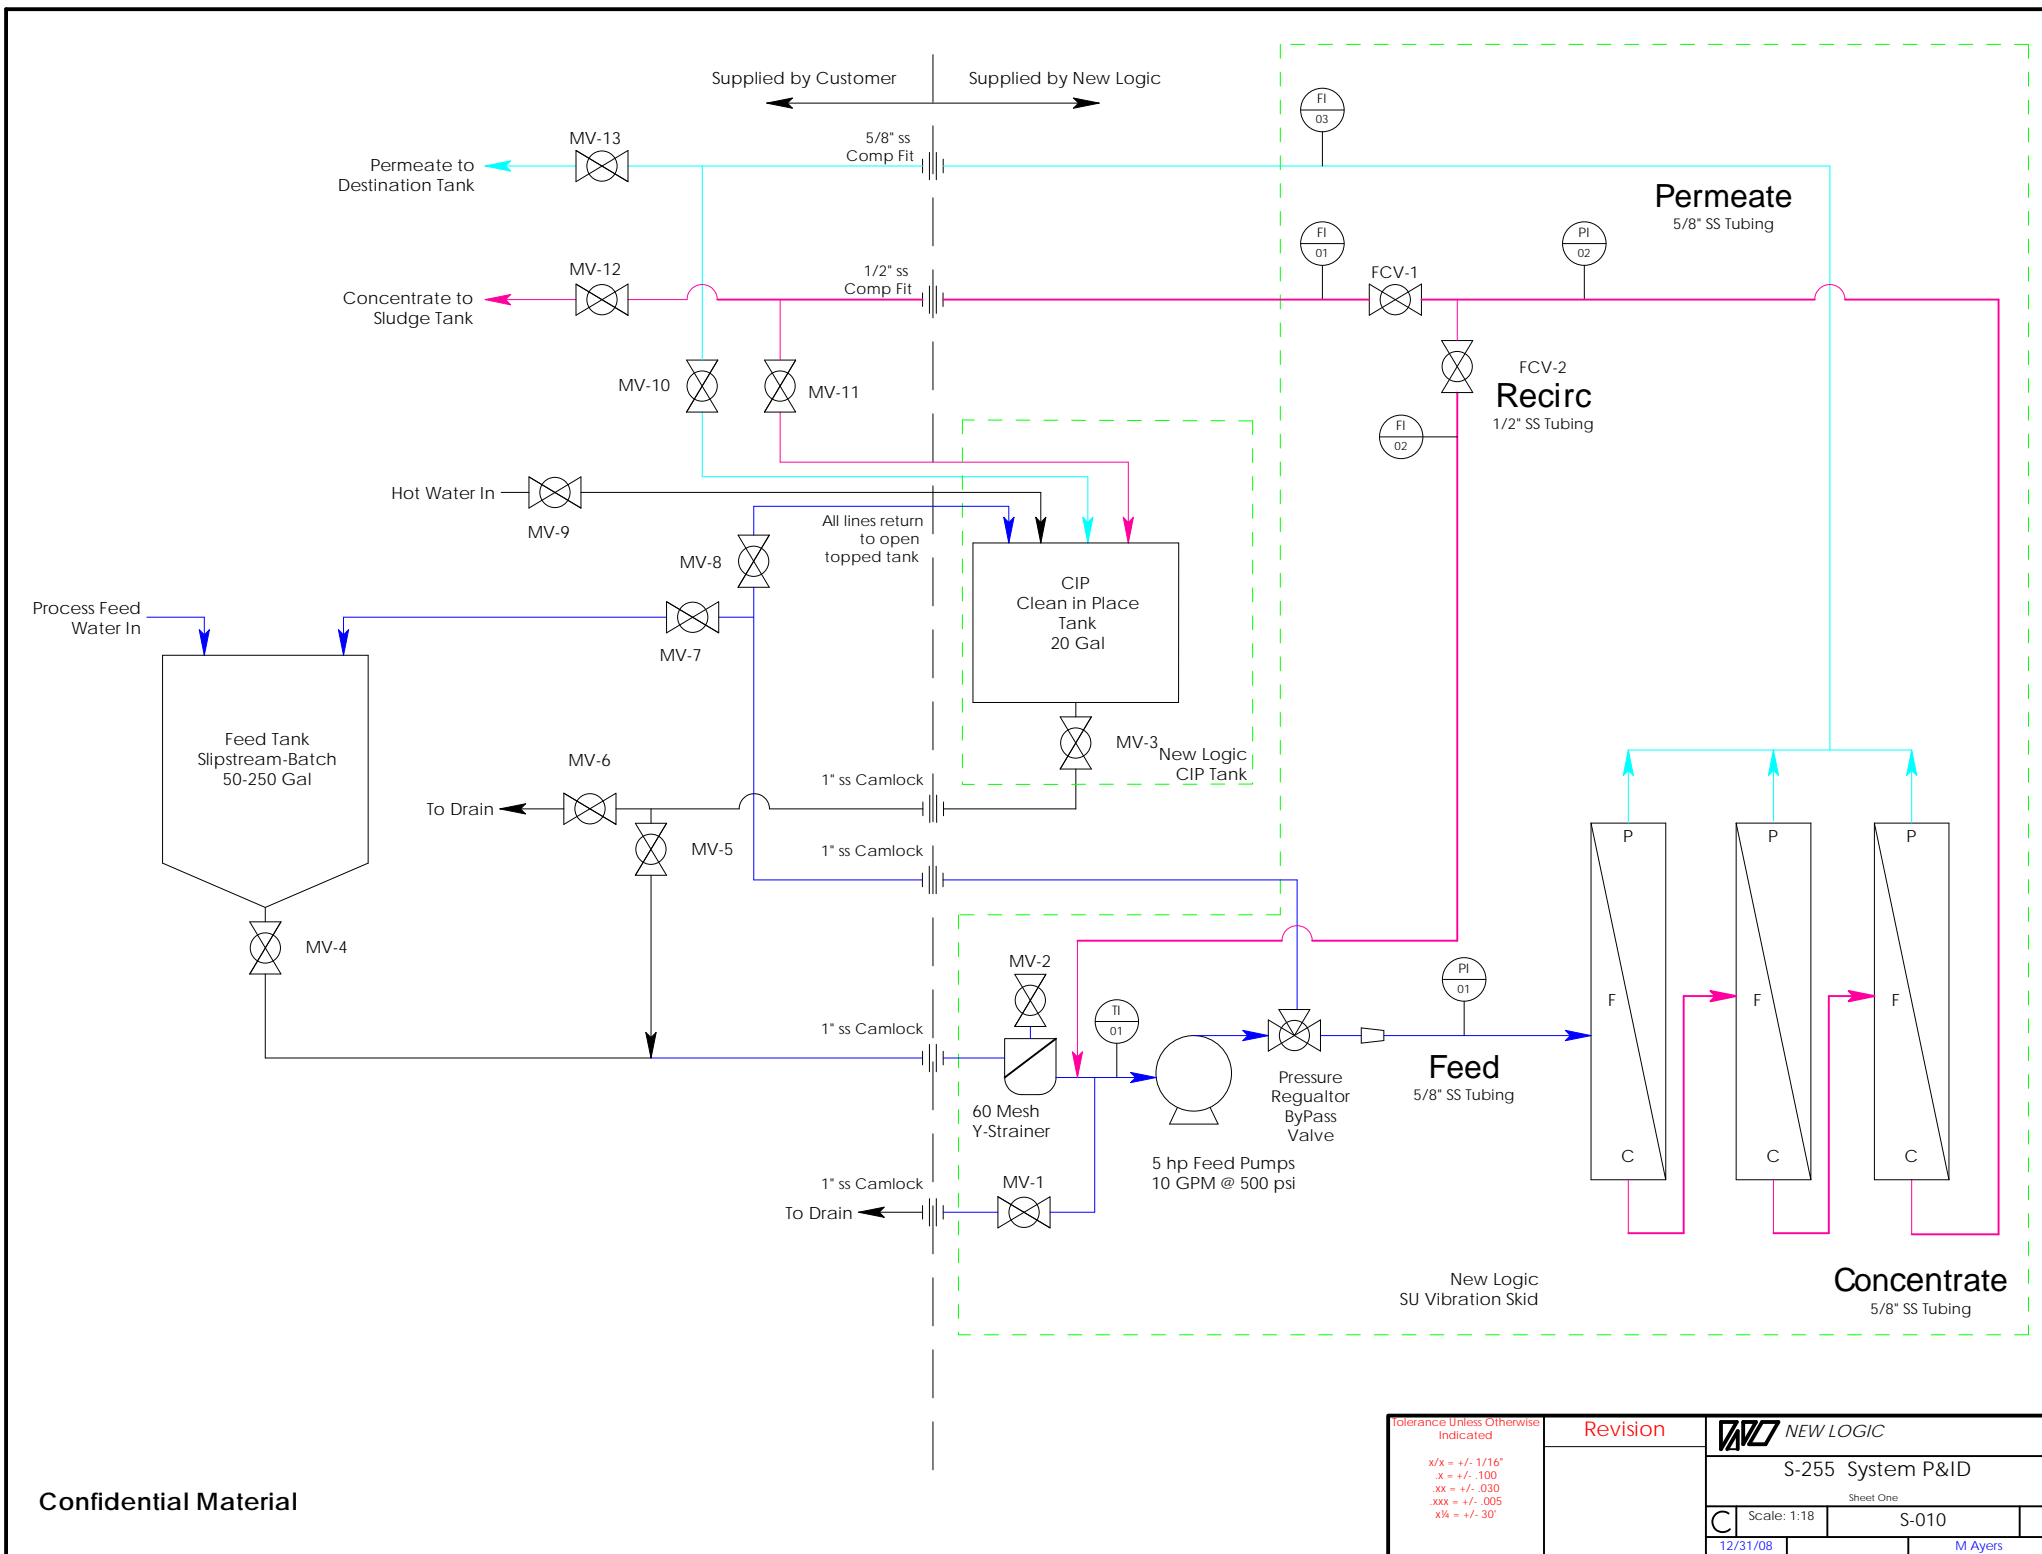 Supplied by Customer
Supplied by New Logic
FI
03
MV-13
5/8" ss
Comp Fit
Permeate to
Destination Tank
Permeate
5/8" SS Tubing
FI
01
PI
02
MV-12
1/2" ss
Comp Fit
FCV-1
Concentrate to
Sludge Tank
MV-10
MV-11
FCV-2
Recirc
1/2" SS Tubing
FI
02
Hot Water In
MV-9
All lines return
to open
topped tank
MV-8
CIP
Clean in Place
Tank
20 Gal
Process Feed
Water In
MV-7
Feed Tank
Slipstream-Batch
50-250 Gal
MV-3
New Logic
CIP Tank
MV-6
1" ss Camlock
To Drain
MV-5
1" ss Camlock
P
P
P
MV-4
MV-2
TI
01
PI
01
F
F
F
1" ss Camlock
Feed
5/8" SS Tubing
Pressure
Regualtor
ByPass
Valve
60 Mesh
Y-Strainer
5 hp Feed Pumps
10 GPM @ 500 psi
C
C
C
1" ss Camlock
MV-1
To Drain
New Logic
SU Vibration Skid
Concentrate
5/8" SS Tubing
Confidential Material
Tolerance Unless Otherwise
Indicated
x/x = +/- 1/16"
.x = +/- .100
.xx = +/- .030
.xxx = +/- .005
x¼ = +/- 30'
Revision
NEW LOGIC
S-255 System P&ID
Sheet One
C
Scale: 1:18
S-010
12/31/08
M Ayers